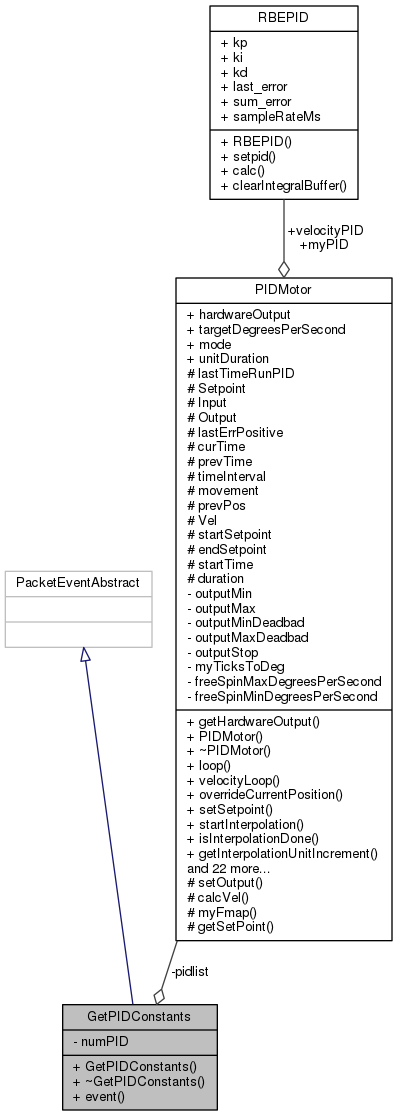 RBEPID
+ kp
+ ki
+ kd
+ last_error
+ sum_error
+ sampleRateMs
+ RBEPID()
+ setpid()
+ calc()
+ clearIntegralBuffer()
+velocityPID
+myPID
PIDMotor
+ hardwareOutput
+ targetDegreesPerSecond
+ mode
+ unitDuration
# lastTimeRunPID
# Setpoint
# Input
# Output
# lastErrPositive
# curTime
# prevTime
# timeInterval
# movement
# prevPos
# Vel
# startSetpoint
# endSetpoint
# startTime
# duration
- outputMin
- outputMax
- outputMinDeadbad
- outputMaxDeadbad
- outputStop
- myTicksToDeg
- freeSpinMaxDegreesPerSecond
- freeSpinMinDegreesPerSecond
+ getHardwareOutput()
+ PIDMotor()
+ ~PIDMotor()
+ loop()
+ velocityLoop()
+ overrideCurrentPosition()
+ setSetpoint()
+ startInterpolation()
+ isInterpolationDone()
+ getInterpolationUnitIncrement()
and 22 more...
# setOutput()
# calcVel()
# myFmap()
# getSetPoint()
PacketEventAbstract
-pidlist
GetPIDConstants
- numPID
+ GetPIDConstants()
+ ~GetPIDConstants()
+ event()